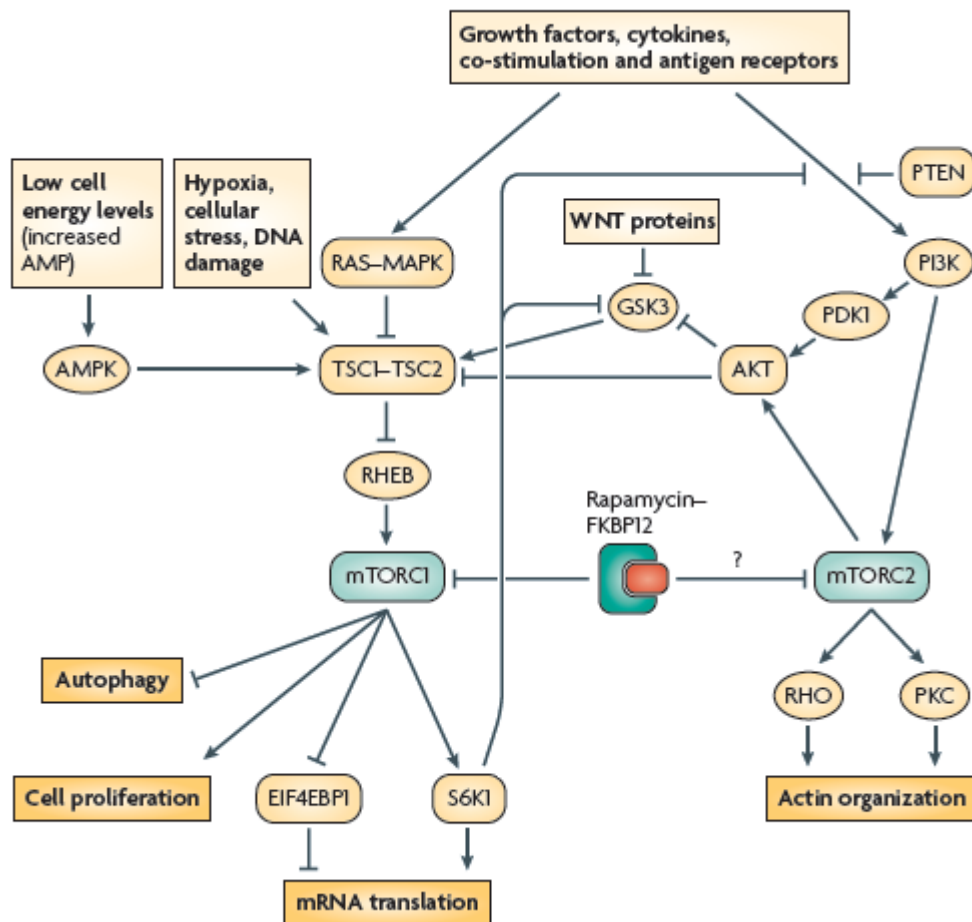 Growth factors, cytokines,
co-stimulation and antigen receptors
Low cell
energy levels
(increased
AMP)
Hypoxia,
cellular
stress, DNA
damage
PTEN
WNT proteins
RAS–MAPK
PI3K
GSK3
PDK1
AMPK
TSC1–TSC2
AKT
RHEB
Rapamycin–
FKBP12
mTORC1
?
mTORC2
Autophagy
RHO
PKC
Cell proliferation
EIF4EBP1
S6K1
Actin organization
mRNA translation